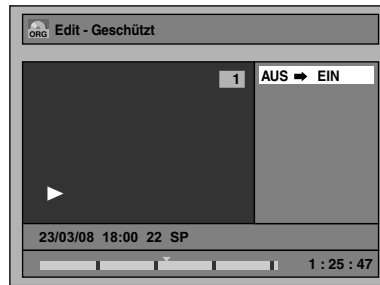 ORG Edit - Geschützt
1 AUS ➡ EIN
23/03/08 18:00 22 SP
1 : 25 : 47